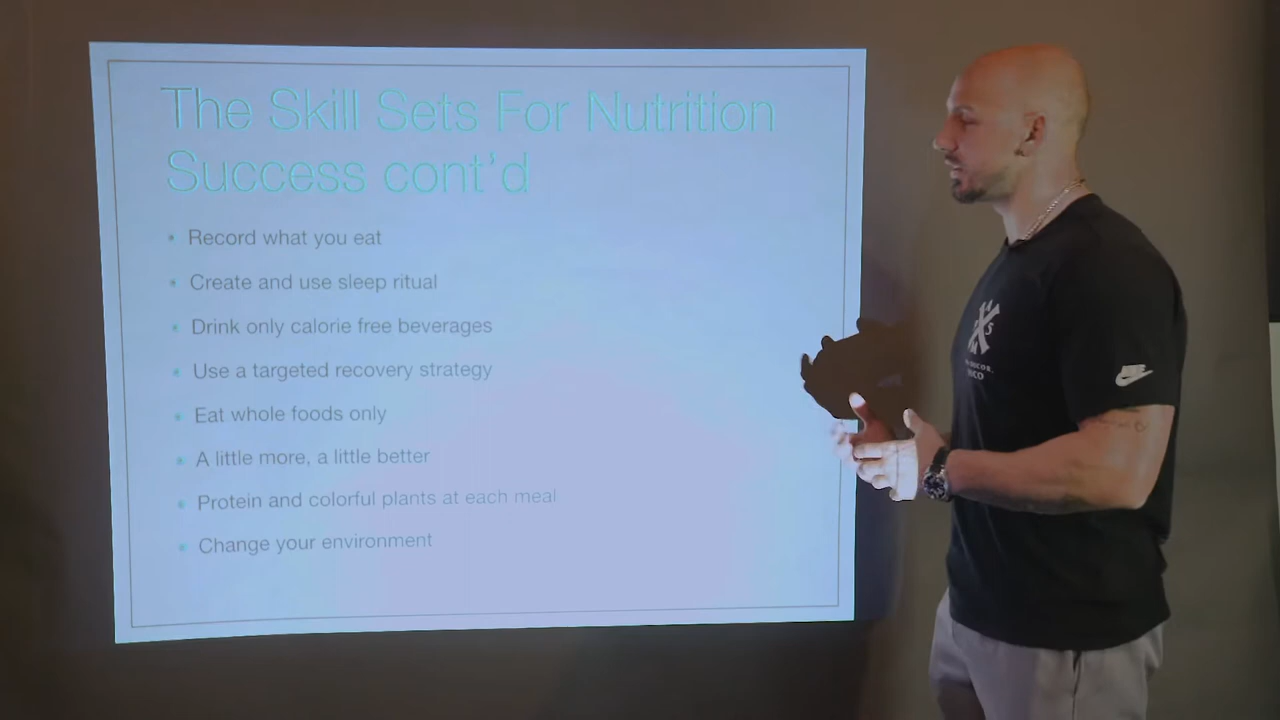 The Skill Sets For Nutrition
Success cont'd
Record what you eat
Create and use sleep ritual
Drink only calorie free beverages
Use a targeted recovery strategy
Eat whole foods only
A little more, a little better
Protein and colorful plants at each meal
Change your environment